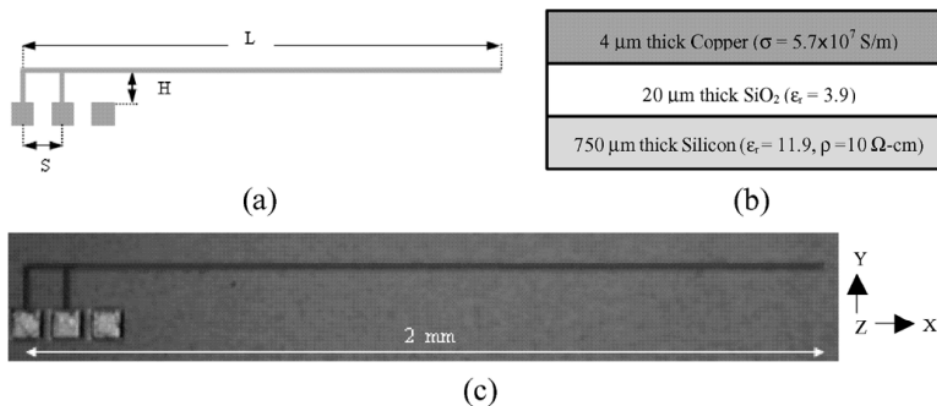 L
H
S
(a)
4 μm thick Copper (σ = 5.7x10⁷ S/m)
20 μm thick SiO₂ (εᵣ = 3.9)
750 μm thick Silicon (εᵣ = 11.9, ρ =10 Ω-cm)
(b)
2 mm
Y
Z
X
(c)